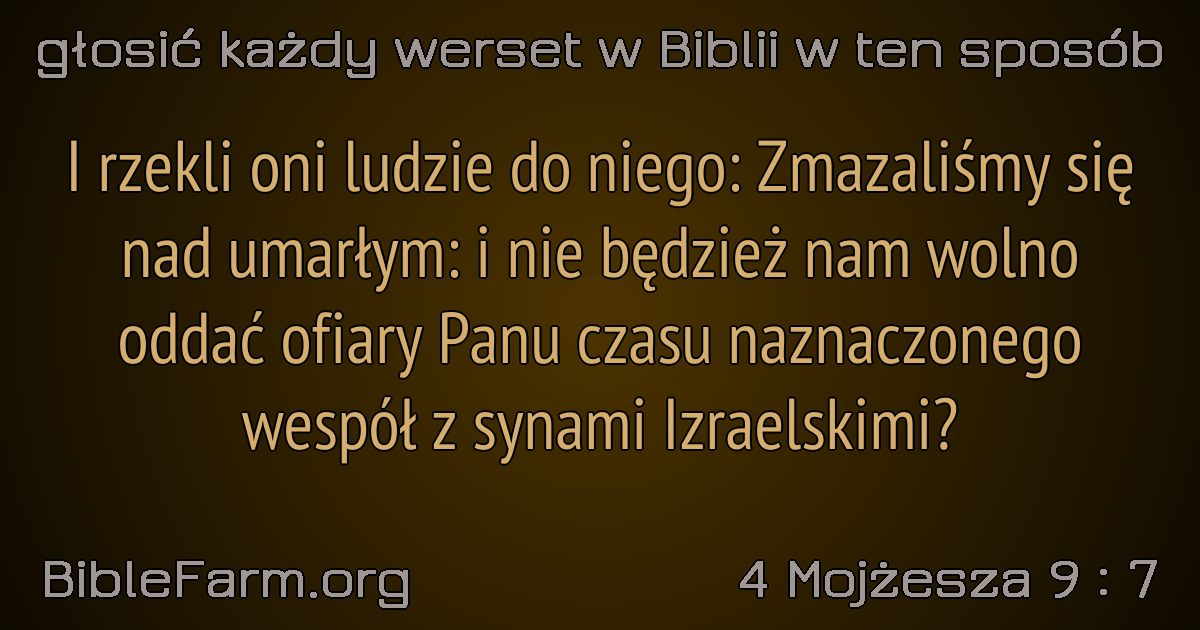 głosić każdy werset w Biblii w ten sposób
I rzekli oni ludzie do niego: Zmazaliśmy się
nad umarłym: i nie będzież nam wolno
oddać ofiary Panu czasu naznaczonego
wespół z synami Izraelskimi?
BibleFarm.org
4 Mojżesza 9 : 7